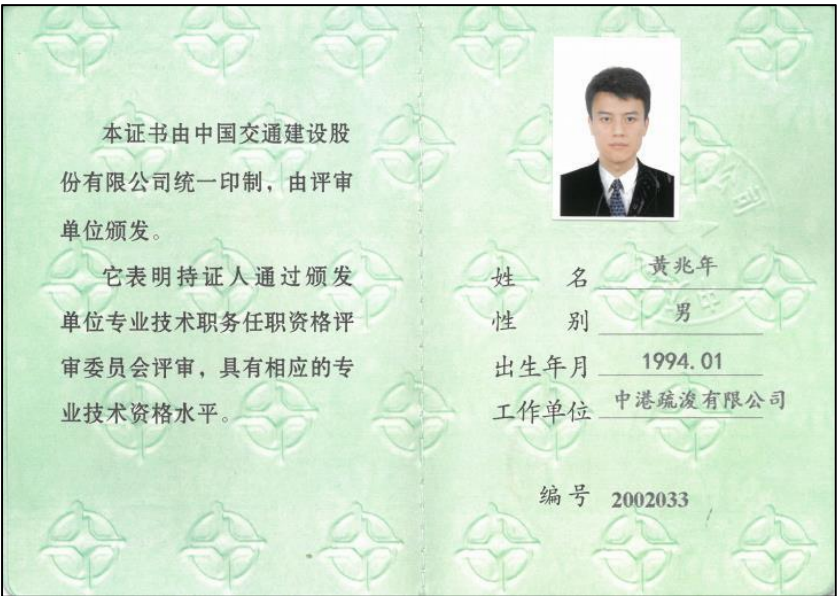 本证书由中国交通建设股
份有限公司统一印制，由评审
单位颁发。
它表明持证人通过颁发
单位专业技术职务任职资格评
审委员会评审，具有相应的专
业技术资格水平。
姓 名 黄兆年
性 别 男
出生年月 1994.01
工作单位 中港疏浚有限公司
编号 2002033